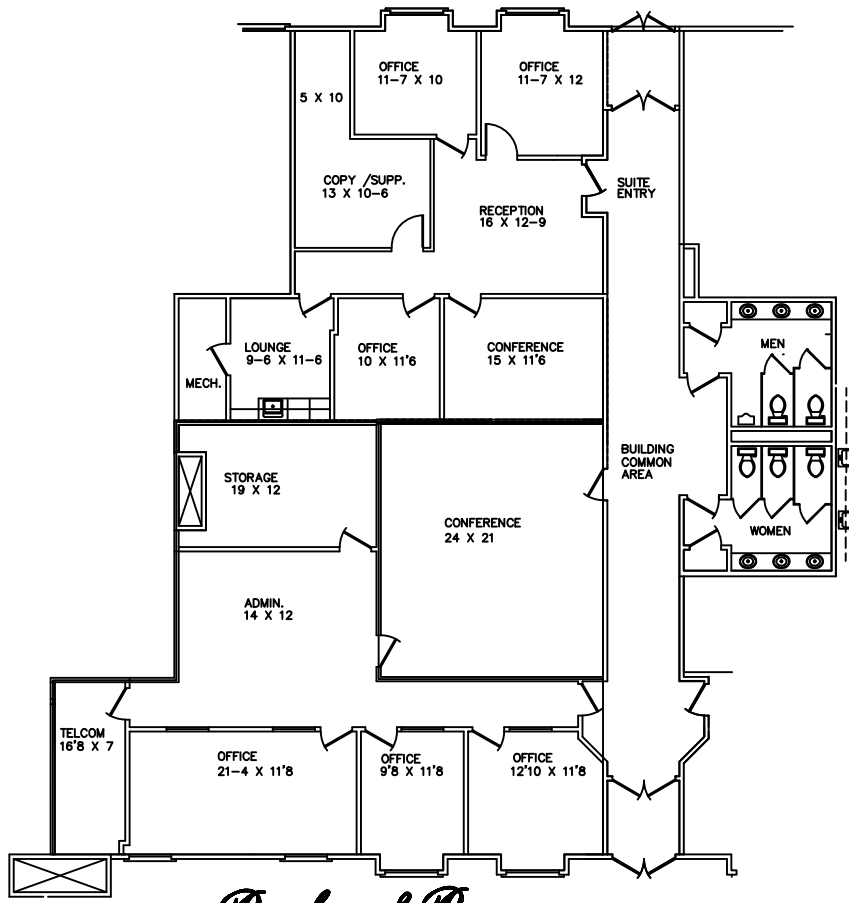 OFFICE
11-7 X 10
OFFICE
11-7 X 12
5 X 10
COPY /SUPP.
13 X 10-6
SUITE
ENTRY
RECEPTION
16 X 12-9
LOUNGE
9-6 X 11-6
OFFICE
10 X 11'6
CONFERENCE
15 X 11'6
MEN
MECH.
BUILDING
COMMON
AREA
STORAGE
19 X 12
CONFERENCE
24 X 21
WOMEN
ADMIN.
14 X 12
TELCOM
16'8 X 7
OFFICE
21-4 X 11'8
OFFICE
9'8 X 11'8
OFFICE
12'10 X 11'8